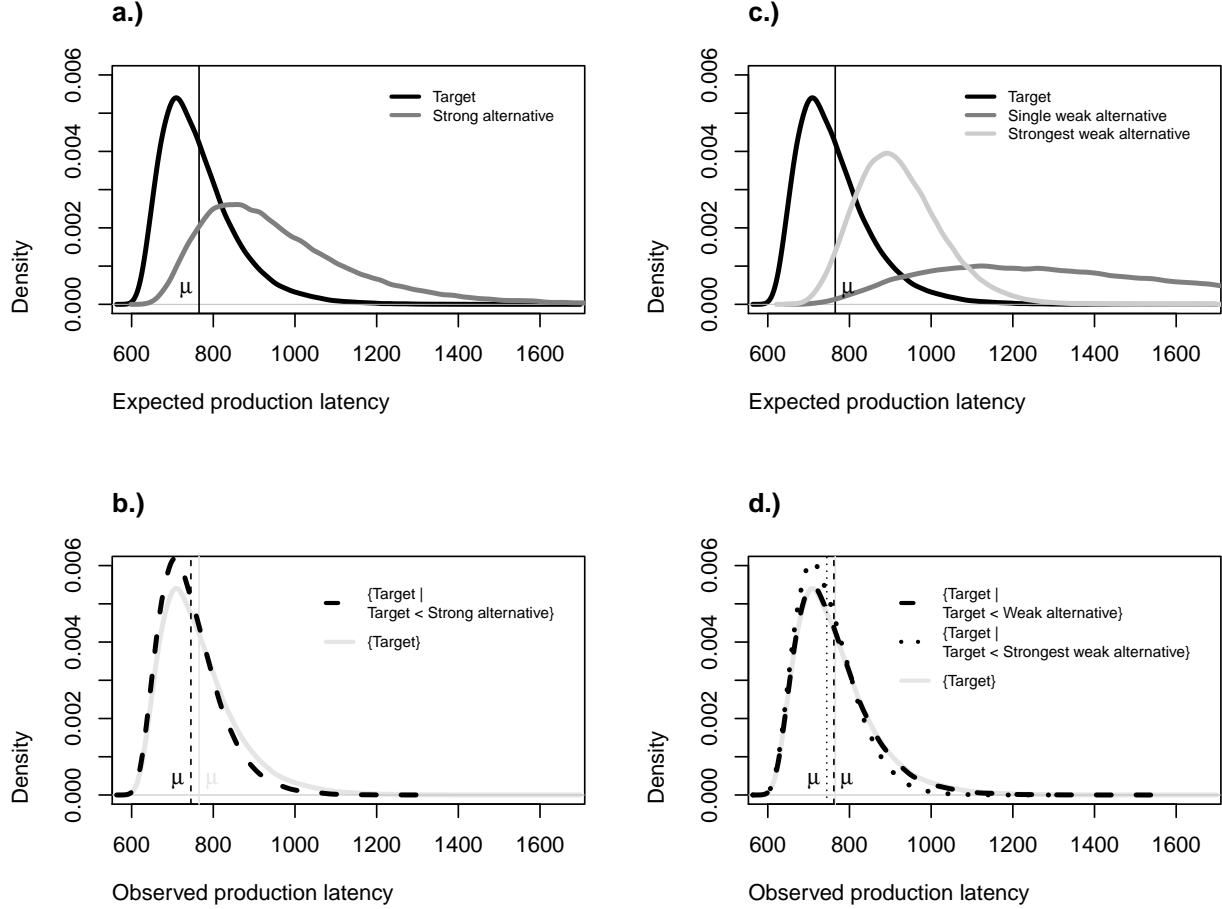 a.)
0.000
0.002
0.004
0.006
Density
Target
Strong alternative
μ
600 800 1000 1200 1400 1600
Expected production latency
c.)
0.000
0.002
0.004
0.006
Density
Target
Single weak alternative
Strongest weak alternative
μ
600 800 1000 1200 1400 1600
Expected production latency
b.)
0.000
0.002
0.004
0.006
Density
{Target |
Target < Strong alternative}
{Target}
μ μ
600 800 1000 1200 1400 1600
Observed production latency
d.)
0.000
0.002
0.004
0.006
Density
{Target |
Target < Weak alternative}
{Target |
Target < Strongest weak alternative}
{Target}
μ μ
600 800 1000 1200 1400 1600
Observed production latency